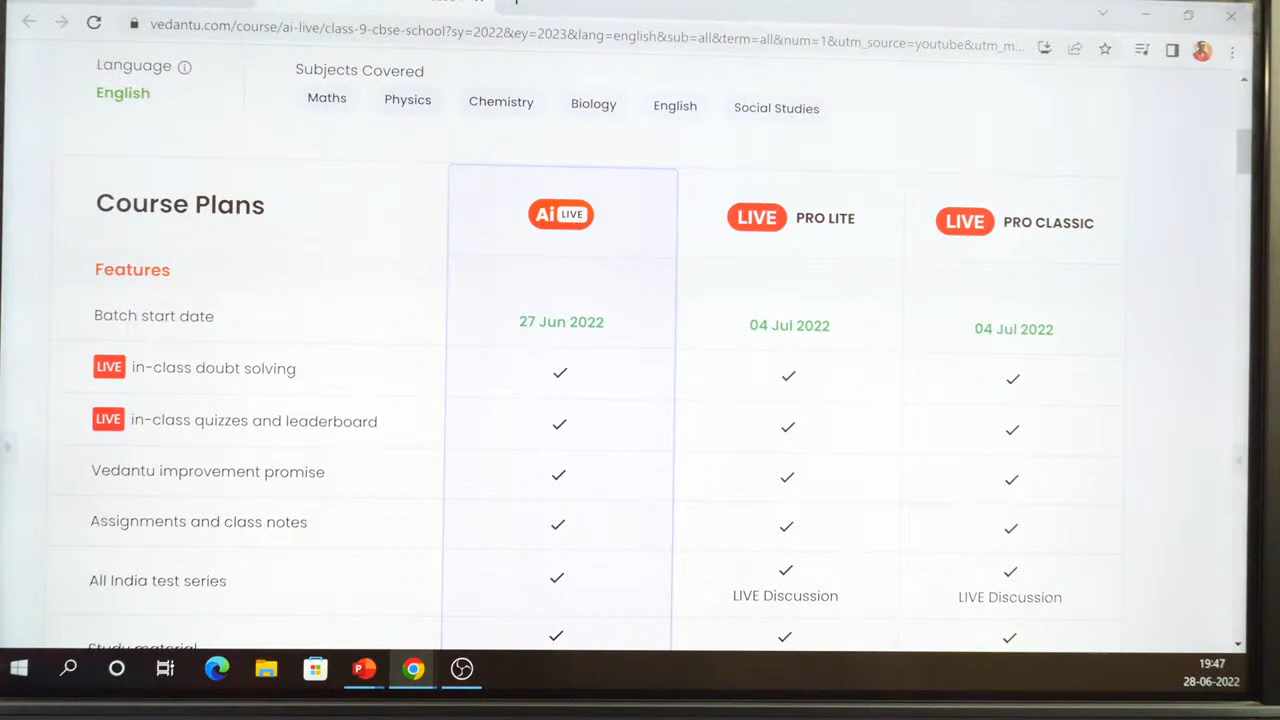 vedantu.com/course/ai-live/class-9-cbse-school?sy=2022&ey=2023&lang=english&sub=all&term=all&num=1&utm_source=youtube&utm_m...
Language
Subjects Covered
English
Maths Physics Chemistry Biology English Social Studies
Course Plans
Ai LIVE
LIVE PRO LITE
LIVE PRO CLASSIC
Features
Batch start date 27 Jun 2022 04 Jul 2022 04 Jul 2022
LIVE in-class doubt solving
LIVE in-class quizzes and leaderboard
Vedantu improvement promise
Assignments and class notes
All India test series
LIVE Discussion LIVE Discussion
Study material
19:47
28-06-2022